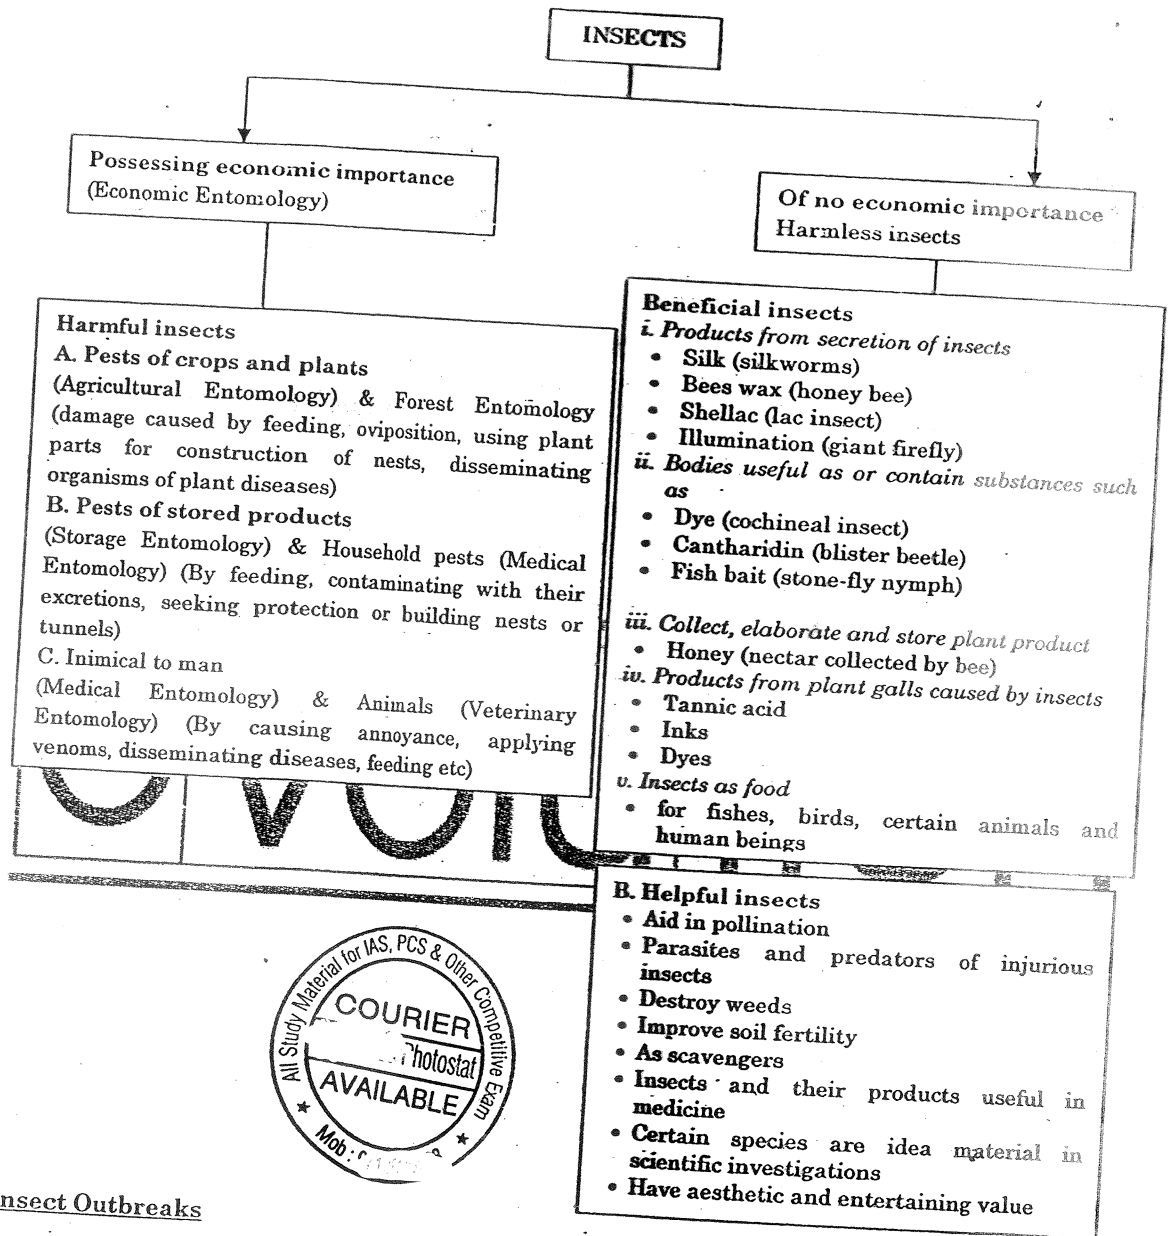 INSECTS
Possessing economic importance
(Economic Entomology)
Of no economic importance
Harmless insects
Harmful insects
A. Pests of crops and plants
(Agricultural Entomology) & Forest Entomology
(damage caused by feeding, oviposition, using plant
parts for construction of nests, disseminating
organisms of plant diseases)
B. Pests of stored products
(Storage Entomology) & Household pests (Medical
Entomology) (By feeding, contaminating with their
excretions, seeking protection or building nests or
tunnels)
C. Inimical to man
(Medical Entomology) & Animals (Veterinary
Entomology) (By causing annoyance, applying
venoms, disseminating diseases, feeding etc)
Beneficial insects
i. Products from secretion of insects
• Silk (silkworms)
• Bees wax (honey bee)
• Shellac (lac insect)
• Illumination (giant firefly)
ii. Bodies useful as or contain substances such
as
• Dye (cochineal insect)
• Cantharidin (blister beetle)
• Fish bait (stone-fly nymph)
iii. Collect, elaborate and store plant product
• Honey (nectar collected by bee)
iv. Products from plant galls caused by insects
• Tannic acid
• Inks
• Dyes
v. Insects as food
• for fishes, birds, certain animals and
human beings
B. Helpful insects
• Aid in pollination
• Parasites and predators of injurious
insects
• Destroy weeds
• Improve soil fertility
• As scavengers
• Insects and their products useful in
medicine
• Certain species are idea material in
scientific investigations
• Have aesthetic and entertaining value
All Study Material for IAS, PCS & Other Competitive Exam
COURIER
Photostat
AVAILABLE
Mob :
nsect Outbreaks